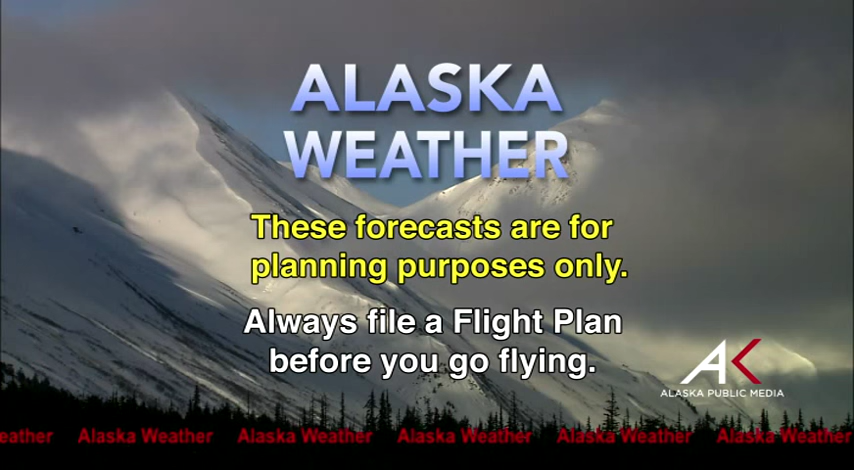 ALASKA
WEATHER
These forecasts are for
planning purposes only.
Always file a Flight Plan
before you go flying.
AK
ALASKA PUBLIC MEDIA
eather Alaska Weather Alaska Weather Alaska Weather Alaska Weather Alaska Weather